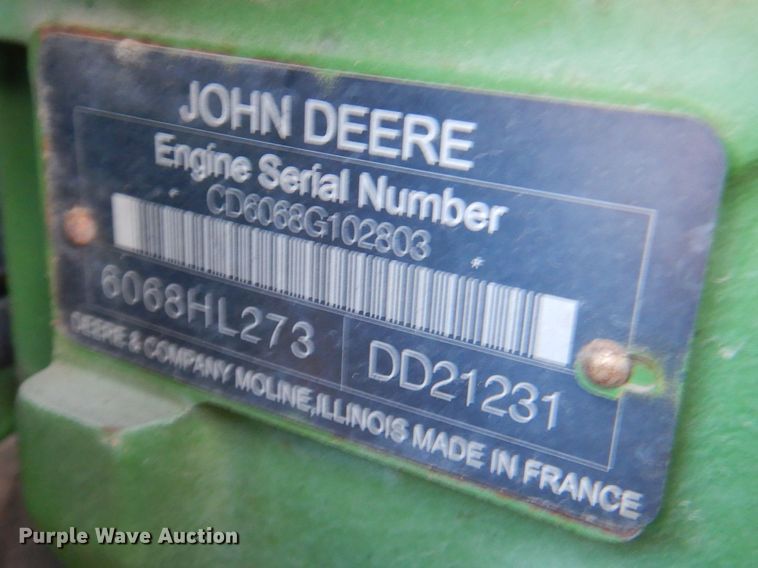 JOHN DEERE
Engine Serial Number
* CD6068G102803 *
6068HL273 DD21231
DEERE & COMPANY MOLINE,ILLINOIS MADE IN FRANCE
Purple Wave Auction